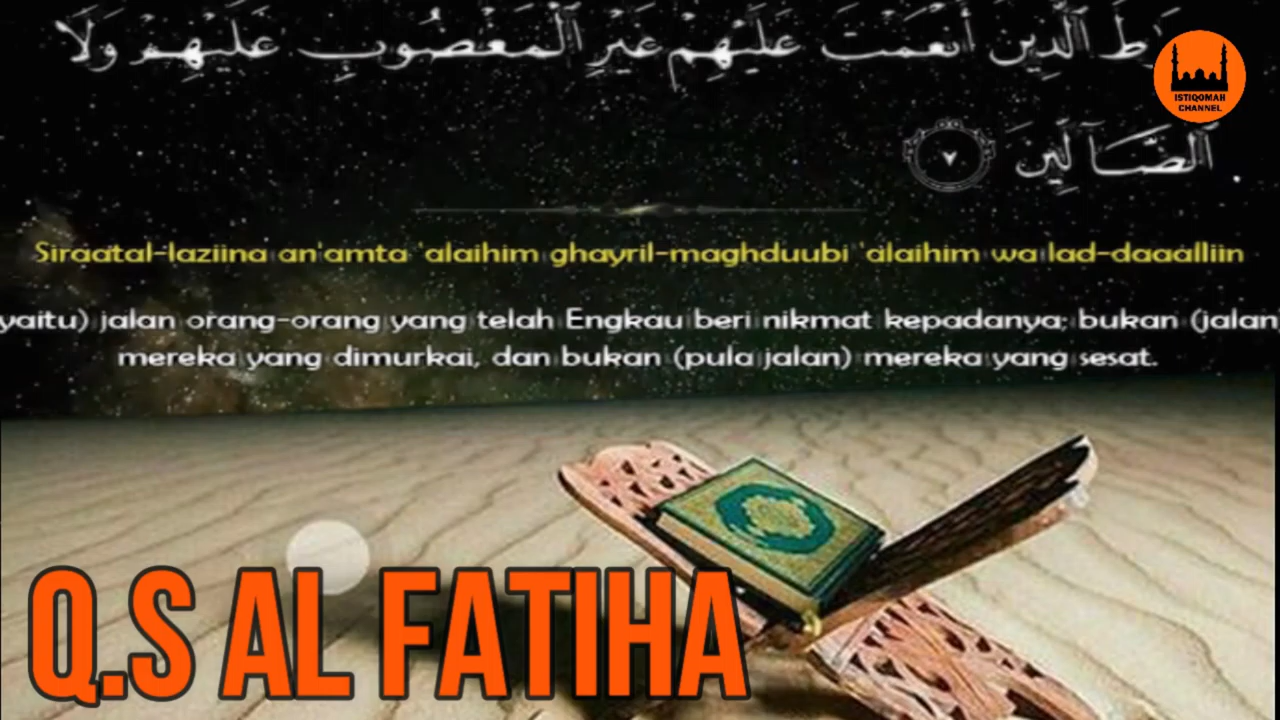 ٰطَ ٱلَّذِينَ أَنْعَمْتَ عَلَيْهِمْ غَيْرِ ٱلْمَغْضُوبِ عَلَيْهِمْ وَلَا
ٱلضَّآلِّينَ ٧
ISTIQOMAH
CHANNEL
Siraatal-laziina an'amta 'alaihim ghayril-maghduubi 'alaihim wa lad-daaalliin
yaitu) jalan orang-orang yang telah Engkau beri nikmat kepadanya; bukan (jalan
mereka yang dimurkai, dan bukan (pula jalan) mereka yang sesat.
Q.S AL FATIHA